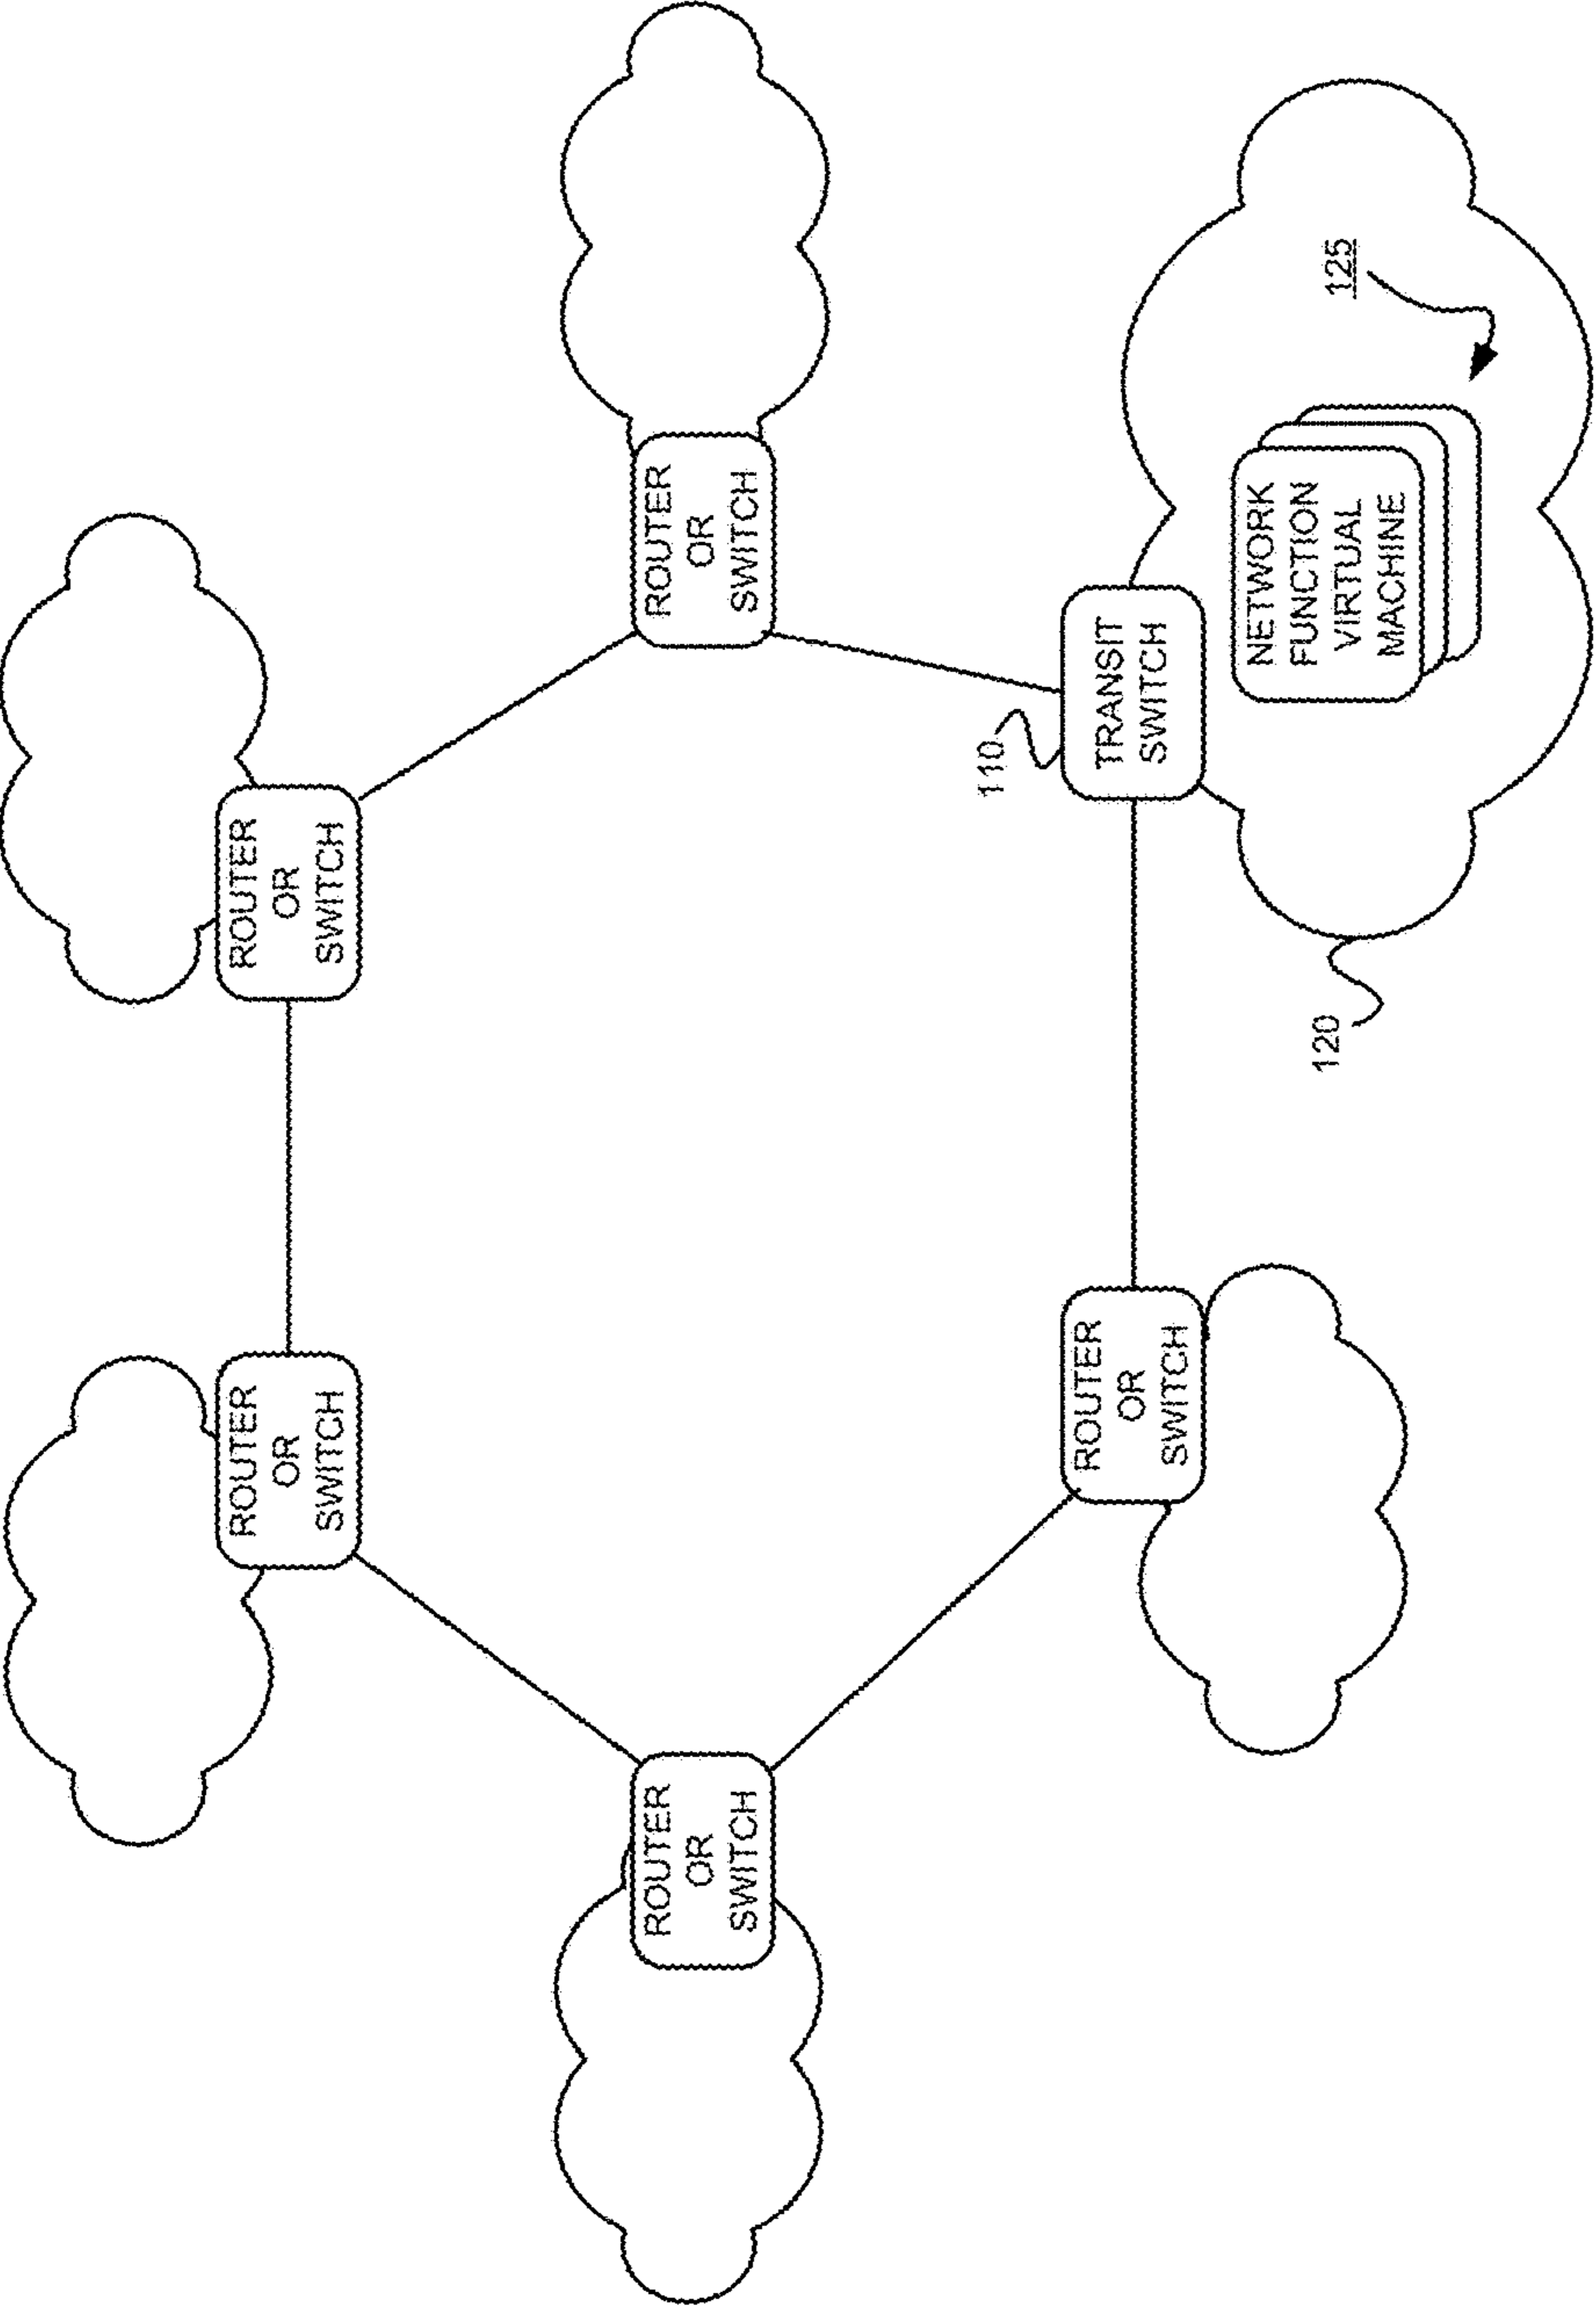 ROUTER
OR
SWITCH
ROUTER
OR
SWITCH
ROUTER
OR
SWITCH
ROUTER
OR
SWITCH
110
TRANSIT
SWITCH
ROUTER
OR
SWITCH
NETWORK
FUNCTION
VIRTUAL
MACHINE
120
125